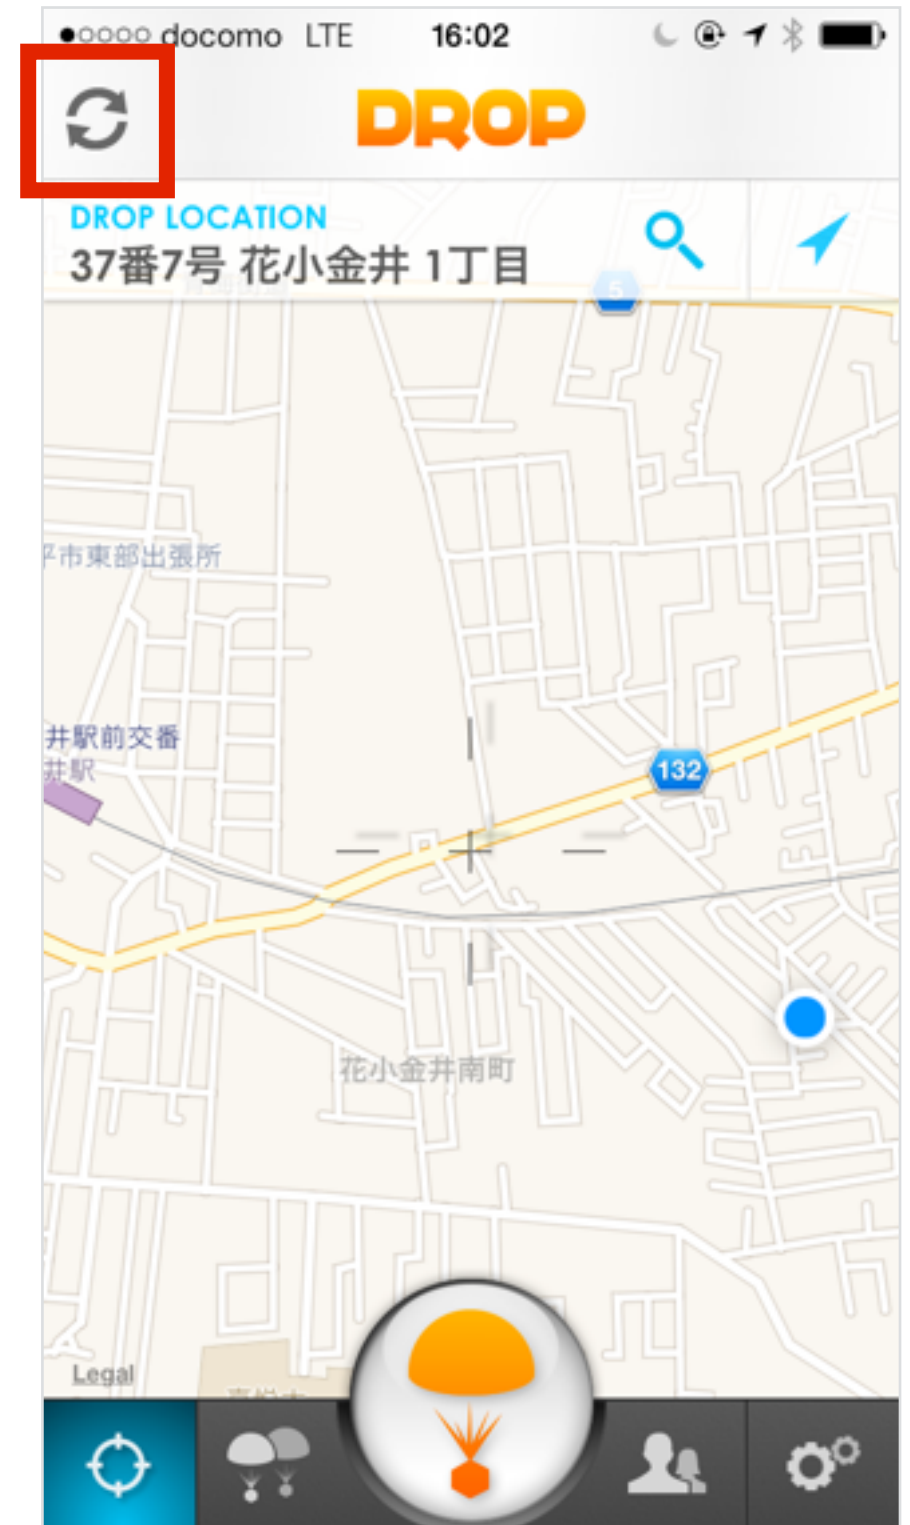 docomo LTE 16:02
DROP
DROP LOCATION
37番7号 花小金井 1丁目
5
市東部出張所
井駅前交番
井駅
132
花小金井南町
Legal